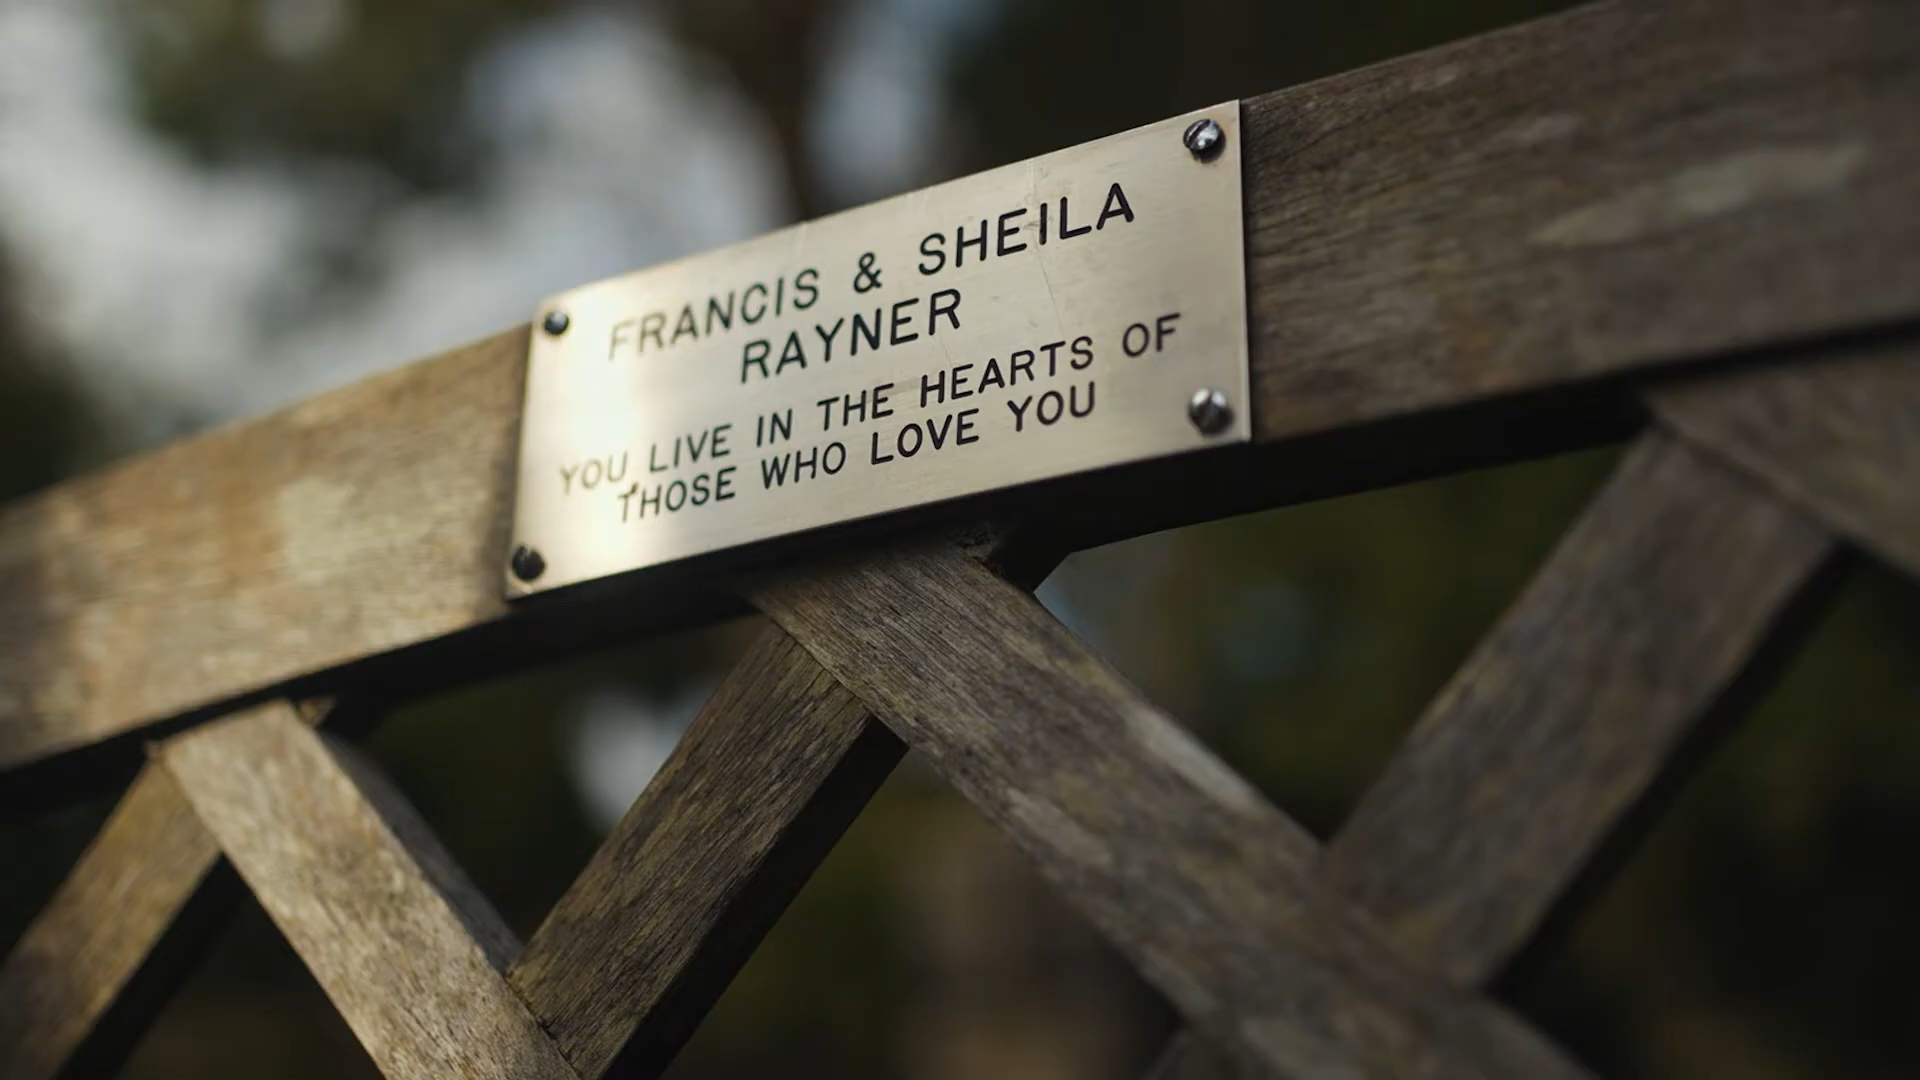 FRANCIS & SHEILA
RAYNER
YOU LIVE IN THE HEARTS OF
THOSE WHO LOVE YOU